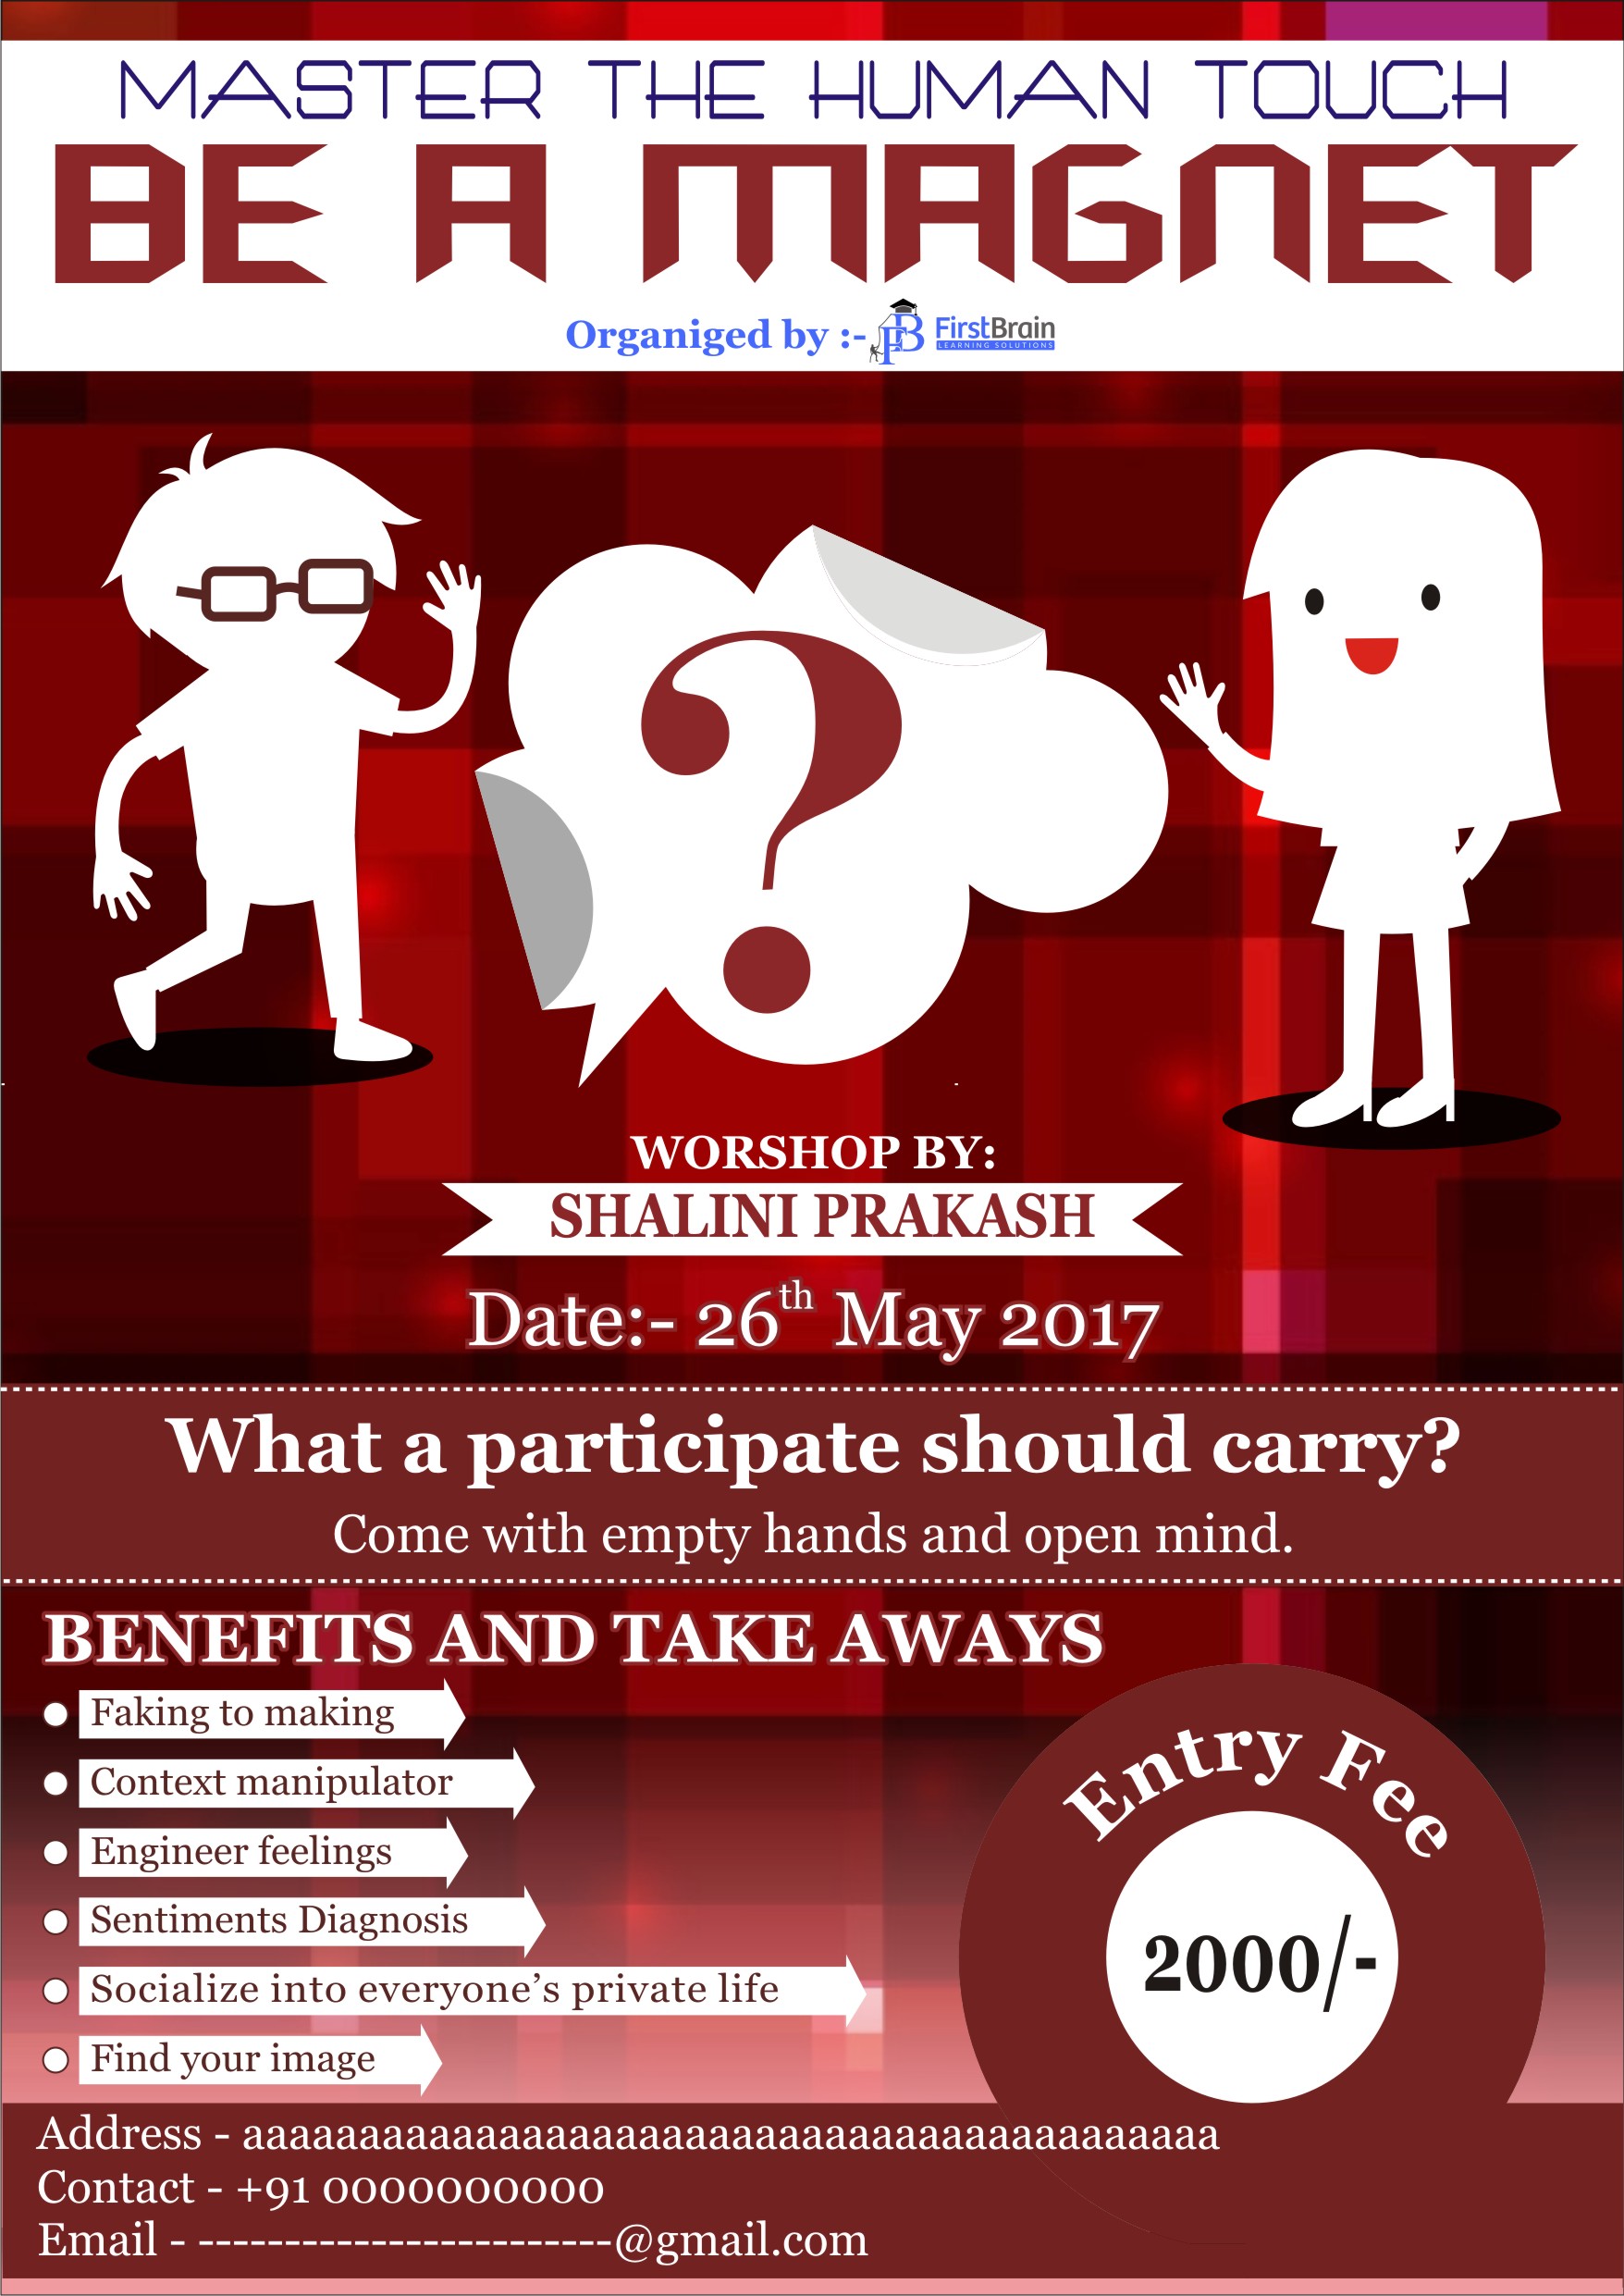 MASTER THE HUMAN TOUCH
BE A MAGNET
Organiged by :- FB FirstBrain
LEARNING SOLUTIONS
?
WORSHOP BY:
SHALINI PRAKASH
Date:- 26th May 2017
What a participate should carry?
Come with empty hands and open mind.
BENEFITS AND TAKE AWAYS
Faking to making
Context manipulator
Engineer feelings
Sentiments Diagnosis
Socialize into everyone's private life
Find your image
Entry Fee
2000/-
Address - aaaaaaaaaaaaaaaaaaaaaaaaaaaaaaaaaaaaaaaaaa
Contact - +91 0000000000
Email - ------------------------@gmail.com